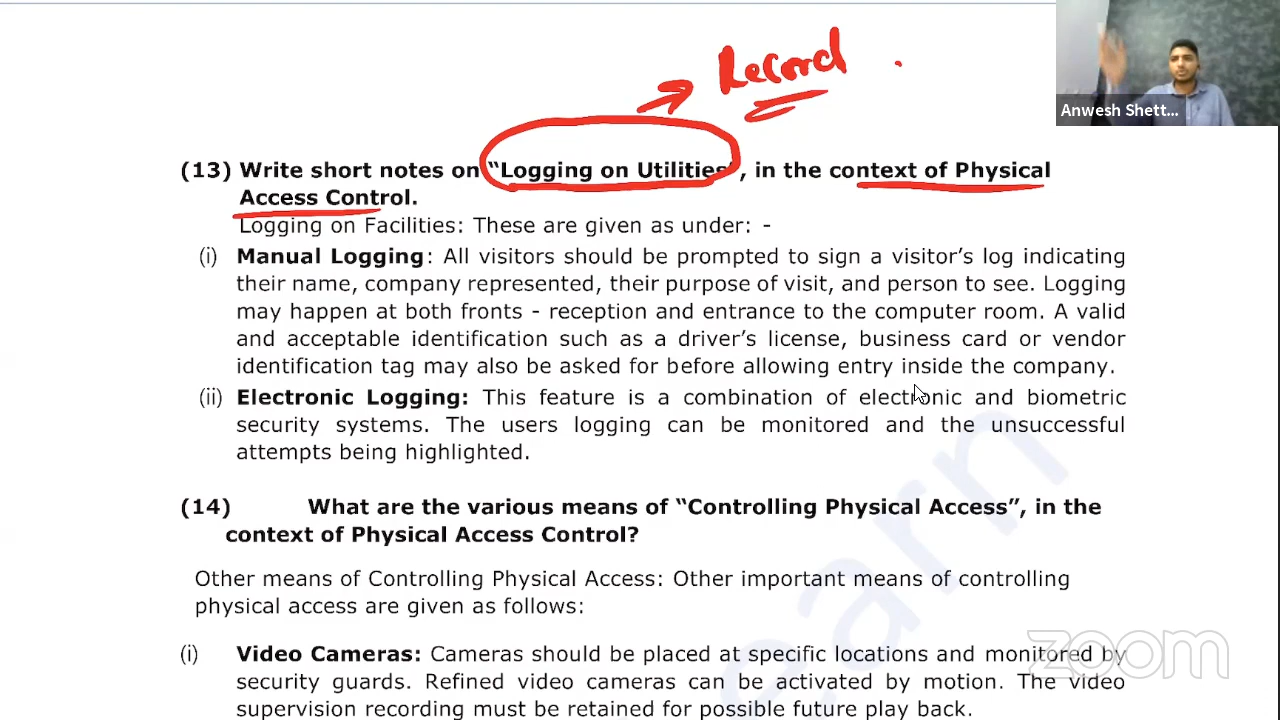 Record
Anwesh Shett...
(13) Write short notes on “Logging on Utilities”, in the context of Physical
Access Control.
Logging on Facilities: These are given as under: -
(i) Manual Logging: All visitors should be prompted to sign a visitor’s log indicating
their name, company represented, their purpose of visit, and person to see. Logging
may happen at both fronts - reception and entrance to the computer room. A valid
and acceptable identification such as a driver’s license, business card or vendor
identification tag may also be asked for before allowing entry inside the company.
(ii) Electronic Logging: This feature is a combination of electronic and biometric
security systems. The users logging can be monitored and the unsuccessful
attempts being highlighted.
(14) What are the various means of “Controlling Physical Access”, in the
context of Physical Access Control?
Other means of Controlling Physical Access: Other important means of controlling
physical access are given as follows:
(i) Video Cameras: Cameras should be placed at specific locations and monitored by
security guards. Refined video cameras can be activated by motion. The video
supervision recording must be retained for possible future play back.
zoom